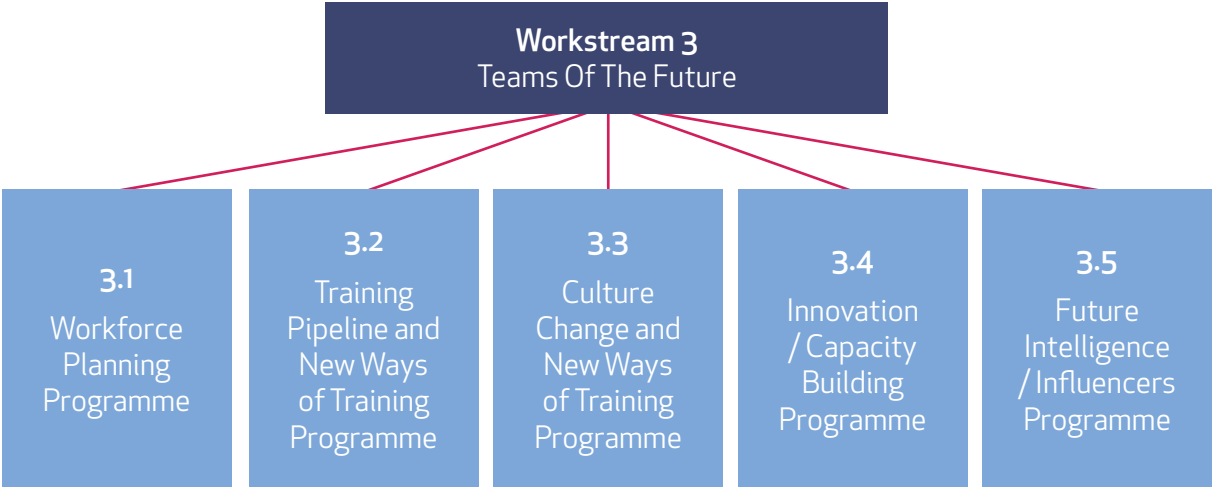 Workstream 3
Teams Of The Future
3.1
Workforce
Planning
Programme
3.2
Training
Pipeline and
New Ways
of Training
Programme
3.3
Culture
Change and
New Ways
of Training
Programme
3.4
Innovation
/ Capacity
Building
Programme
3.5
Future
Intelligence
/ Influencers
Programme